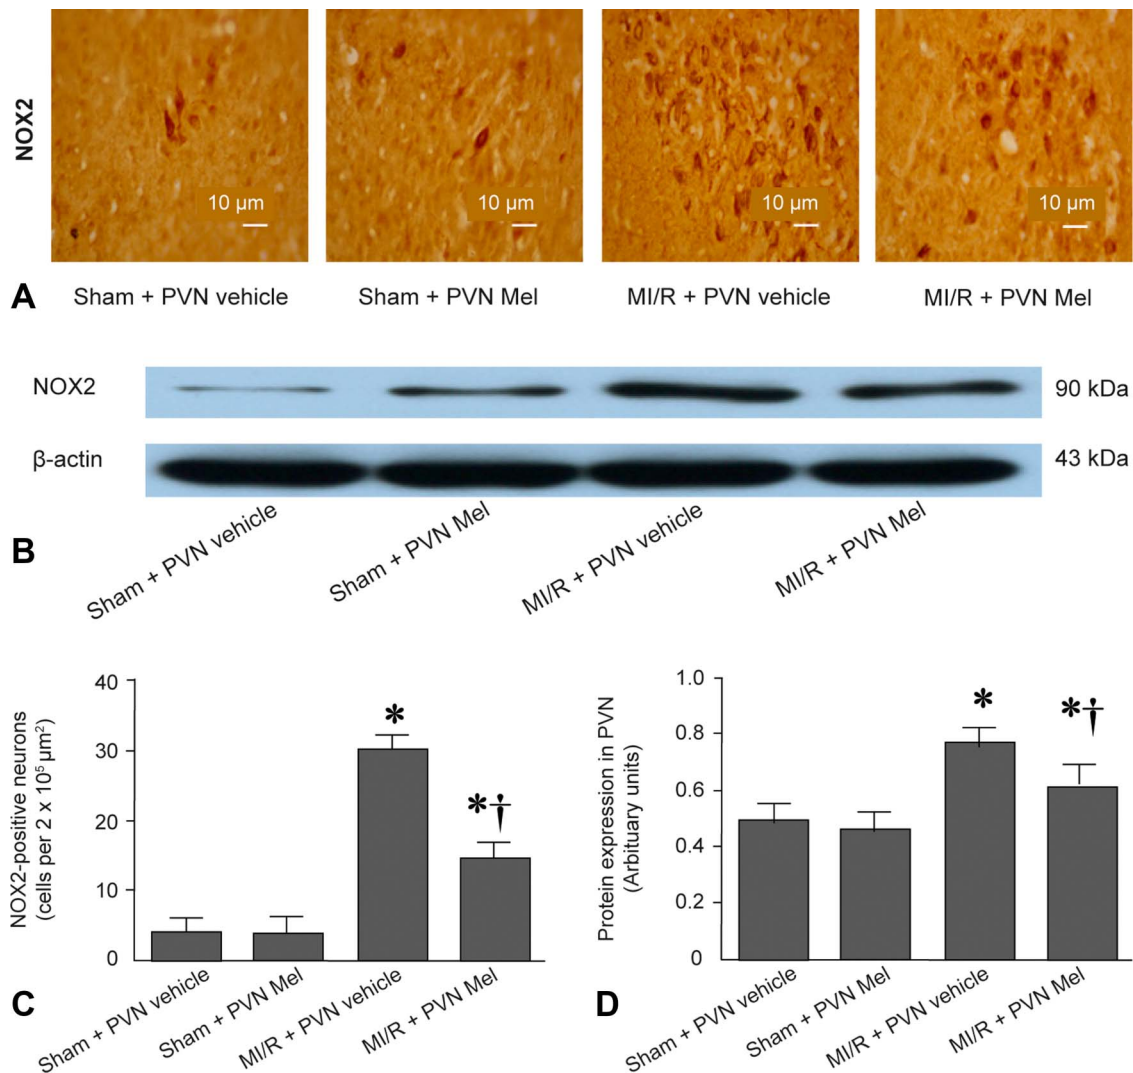 NOX2
10 µm
10 µm
10 µm
10 µm
A
Sham + PVN vehicle
Sham + PVN Mel
MI/R + PVN vehicle
MI/R + PVN Mel
NOX2
90 kDa
β-actin
43 kDa
B
Sham + PVN vehicle
Sham + PVN Mel
MI/R + PVN vehicle
MI/R + PVN Mel
NOX2-positive neurons
(cells per 2 x 10⁵ µm²)
40
30
20
10
0
*
*†
Sham + PVN vehicle
Sham + PVN Mel
MI/R + PVN vehicle
MI/R + PVN Mel
C
Protein expression in PVN
(Arbituary units)
1.0
0.8
0.6
0.4
0.2
0
*
*†
Sham + PVN vehicle
Sham + PVN Mel
MI/R + PVN vehicle
MI/R + PVN Mel
D